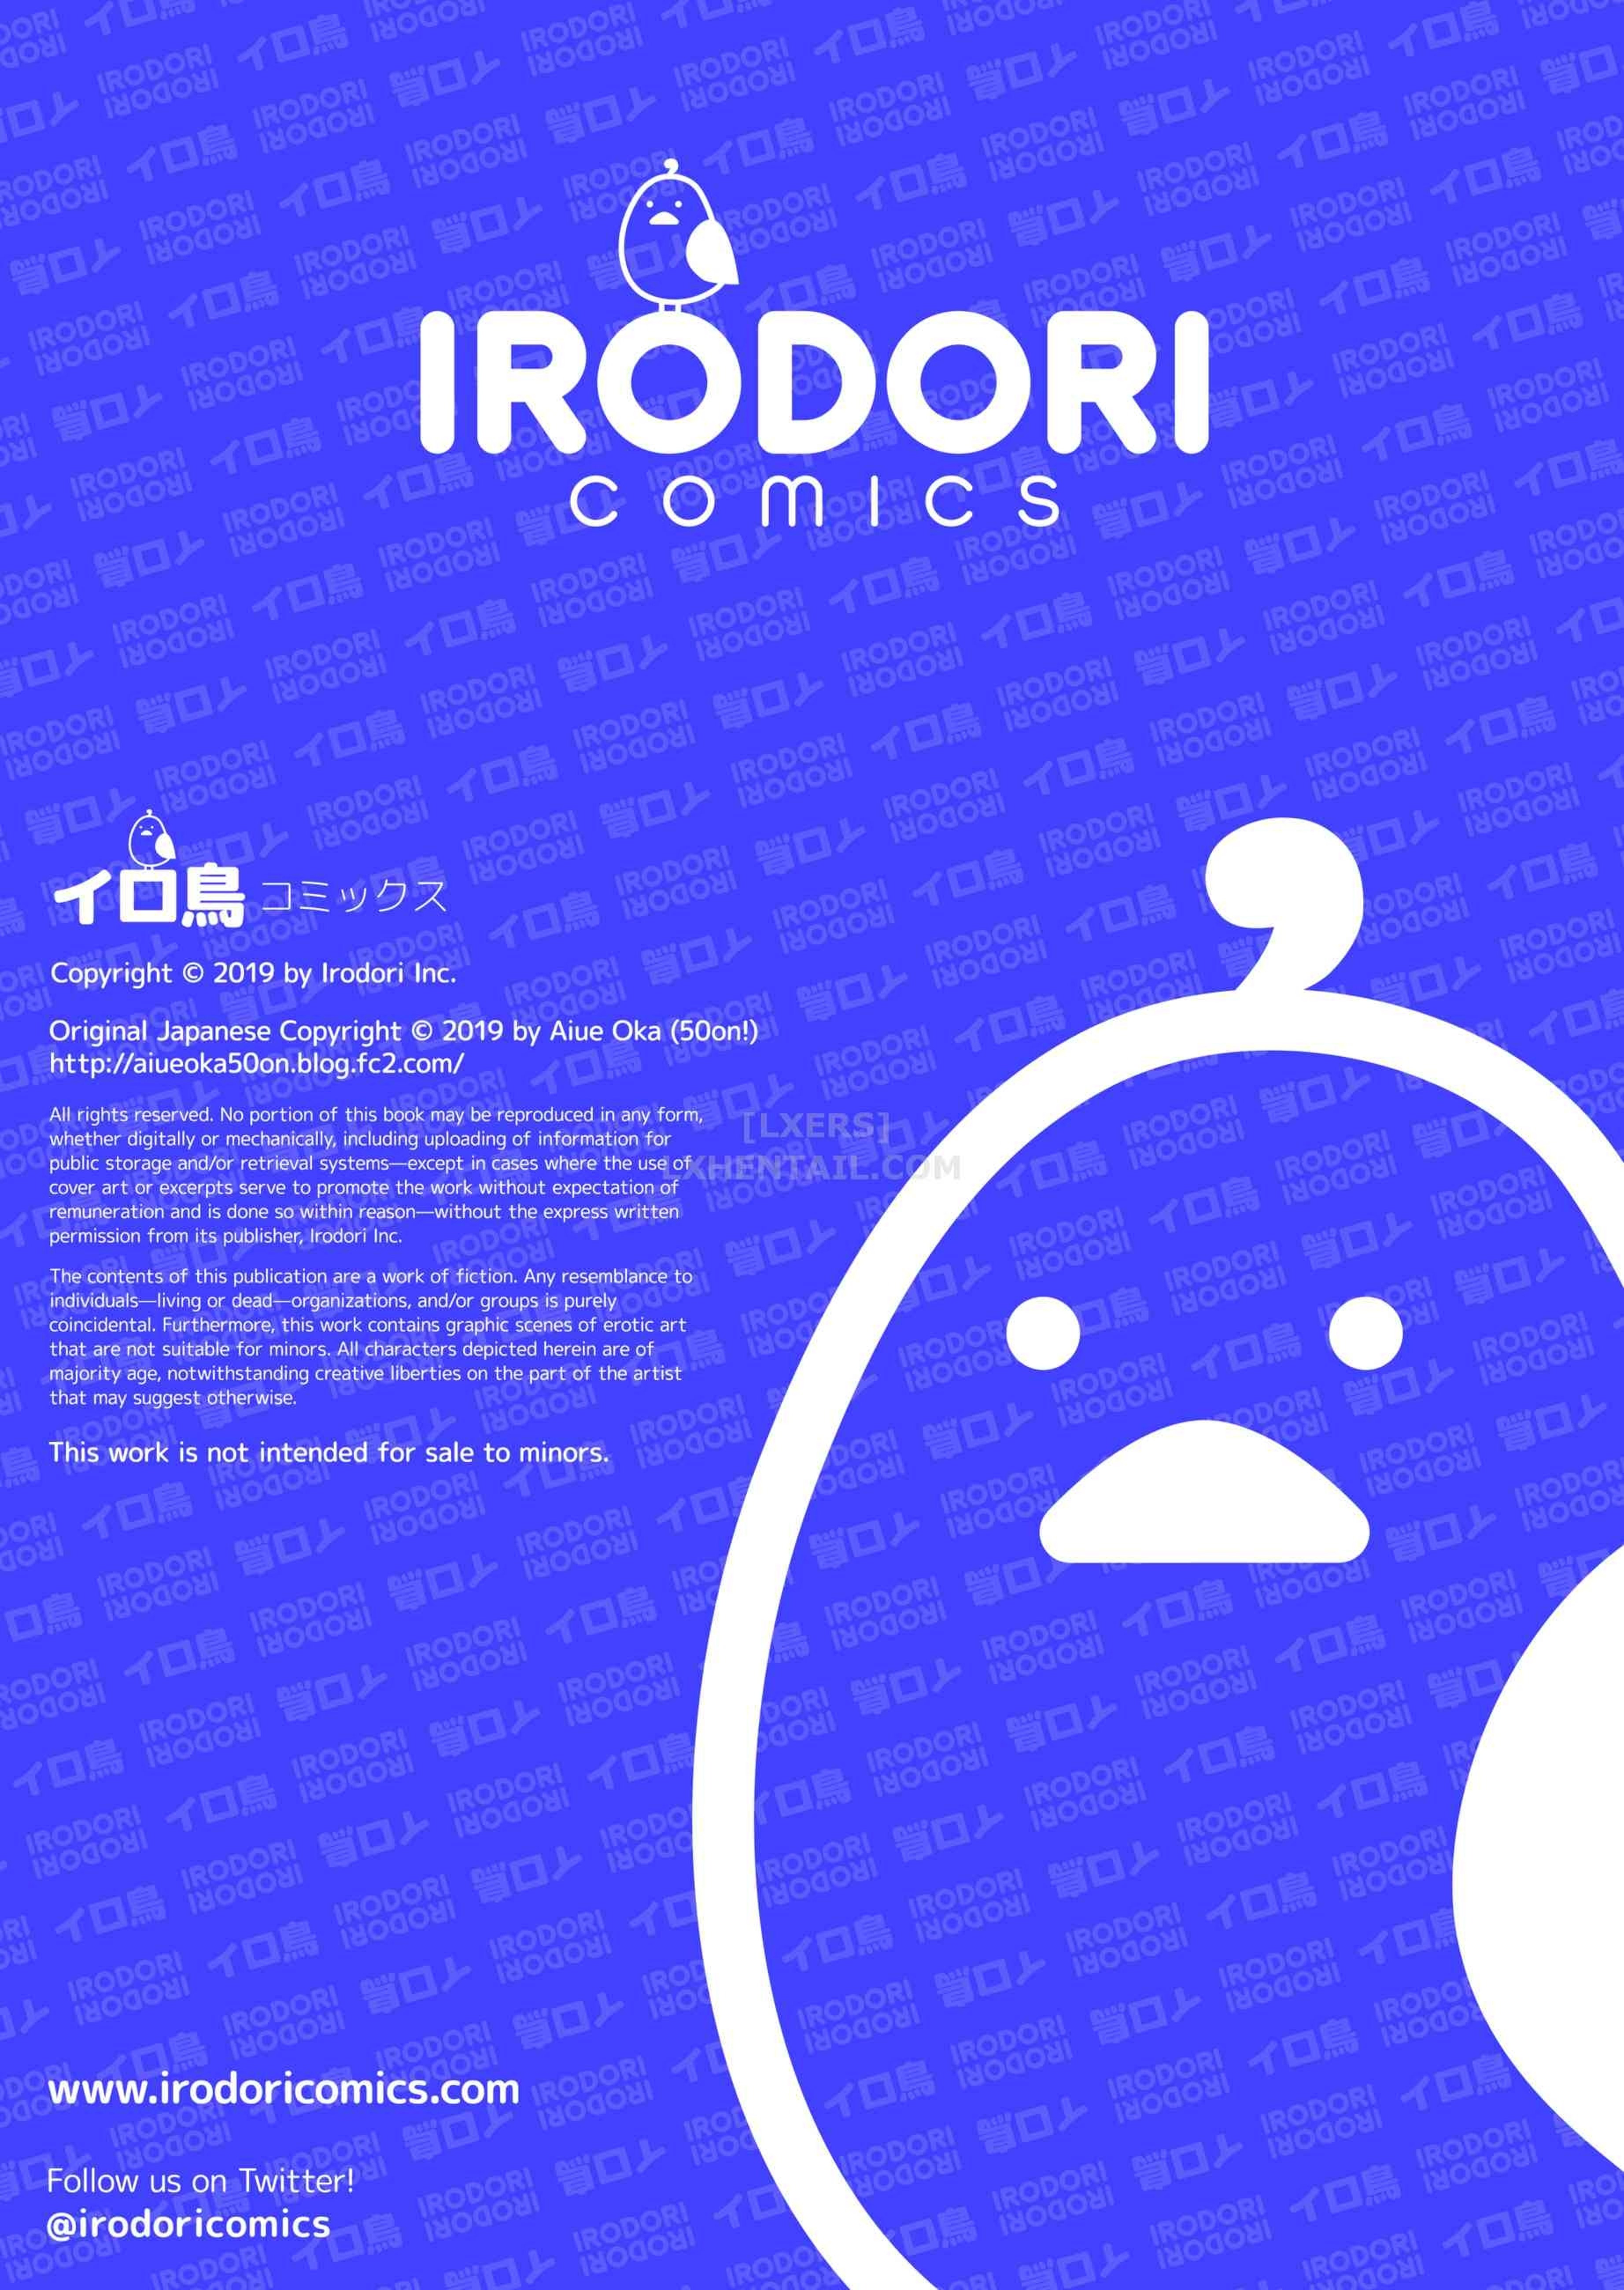 IRODORI
COMICS
イロ鳥 コミックス
Copyright © 2019 by Irodori Inc.
Original Japanese Copyright © 2019 by Aiue Oka (50on!)
http://aiueoka50on.blog.fc2.com/
All rights reserved. No portion of this book may be reproduced in any form,
whether digitally or mechanically, including uploading of information for
public storage and/or retrieval systems—except in cases where the use of
cover art or excerpts serve to promote the work without expectation of
remuneration and is done so within reason—without the express written
permission from its publisher, Irodori Inc.
[LXERS]
LXHENTAIL.COM
The contents of this publication are a work of fiction. Any resemblance to
individuals—living or dead—organizations, and/or groups is purely
coincidental. Furthermore, this work contains graphic scenes of erotic art
that are not suitable for minors. All characters depicted herein are of
majority age, notwithstanding creative liberties on the part of the artist
that may suggest otherwise.
This work is not intended for sale to minors.
www.irodoricomics.com
Follow us on Twitter!
@irodoricomics